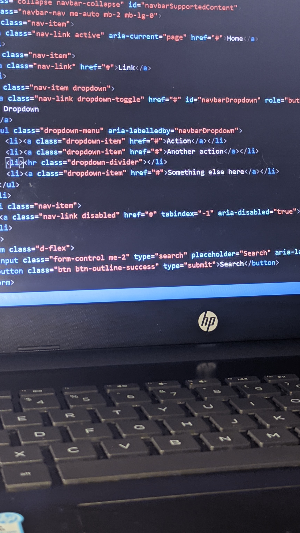 collapse navbar-collapse" id="navbarSupportedContent"
class="navbar-nav me-auto mb-2 mb-lg-0">
class="nav-item">
class="nav-link active" aria-current="page" href="#">Home</a>
>
class="nav-item">
class="nav-link" href="#">Link</a>
li>
class="nav-item dropdown">
a class="nav-link dropdown-toggle" href="#" id="navbarDropdown" role="but
Dropdown
/a>
ul class="dropdown-menu" aria-labelledby="navbarDropdown">
<li><a class="dropdown-item" href="#">Action</a></li>
<li><a class="dropdown-item" href="#">Another action</a></li>
<li><hr class="dropdown-divider"></li>
<li><a class="dropdown-item" href="#">Something else here</a></li>
</ul>
li>
class="nav-item">
a class="nav-link disabled" href="#" tabindex="-1" aria-disabled="true">
li>
>
m class="d-flex">
nput class="form-control me-2" type="search" placeholder="Search" aria-la
button class="btn btn-outline-success" type="submit">Search</button>
orm>
hp
E R T Y U I
D F G H J K
X C V B N M